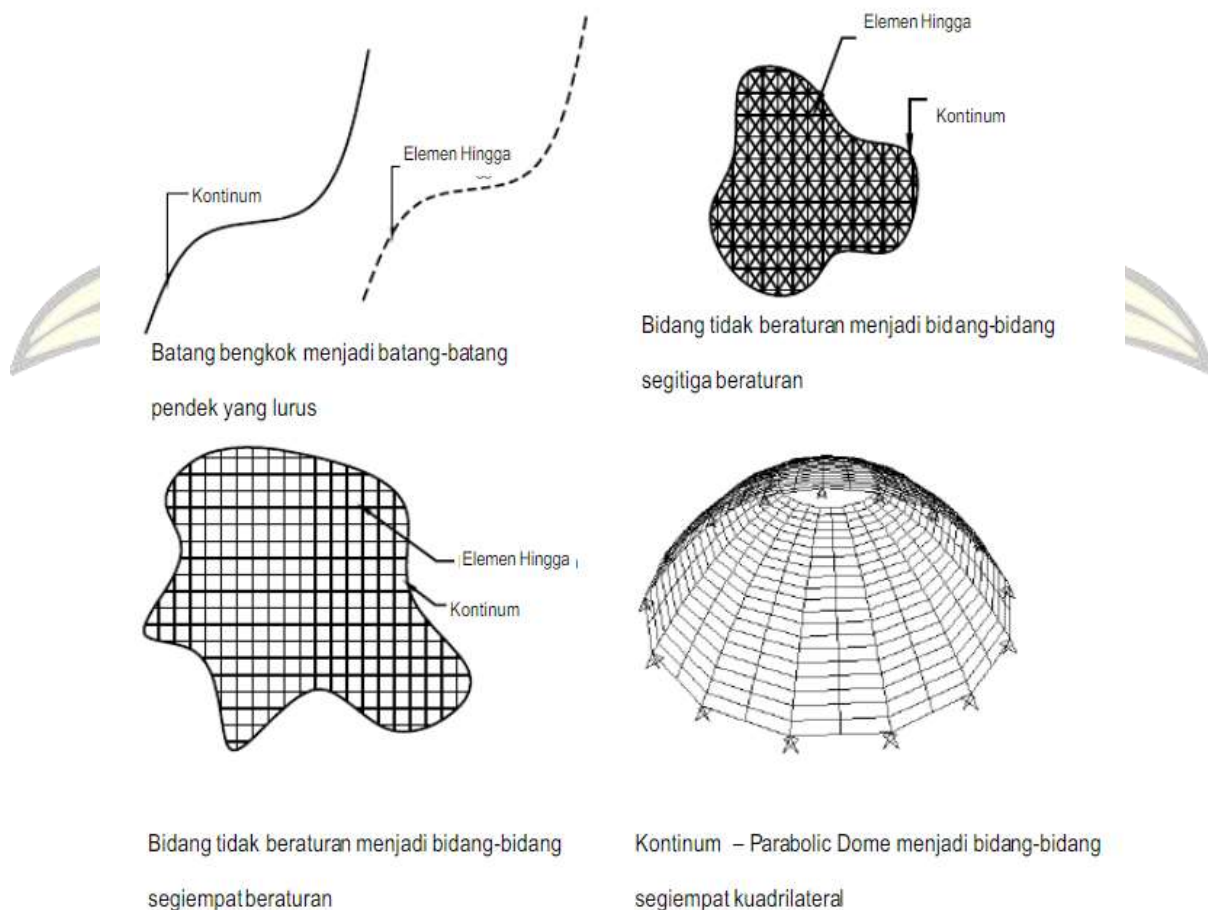 Kontinum
Elemen Hingga
Batang bengkok menjadi batang-batang
pendek yang lurus
Elemen Hingga
Kontinum
Bidang tidak beraturan menjadi bidang-bidang
segitiga beraturan
Elemen Hingga
Kontinum
Bidang tidak beraturan menjadi bidang-bidang
segiempat beraturan
Kontinum – Parabolic Dome menjadi bidang-bidang
segiempat kuadrilateral